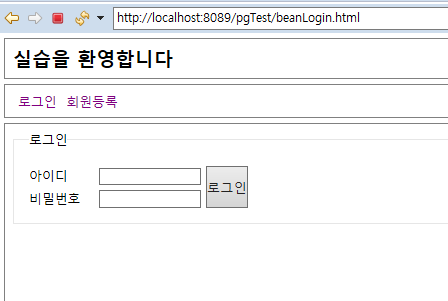 http://localhost:8089/pgTest/beanLogin.html
실습을 환영합니다
로그인 회원등록
로그인
아이디
비밀번호
로그인